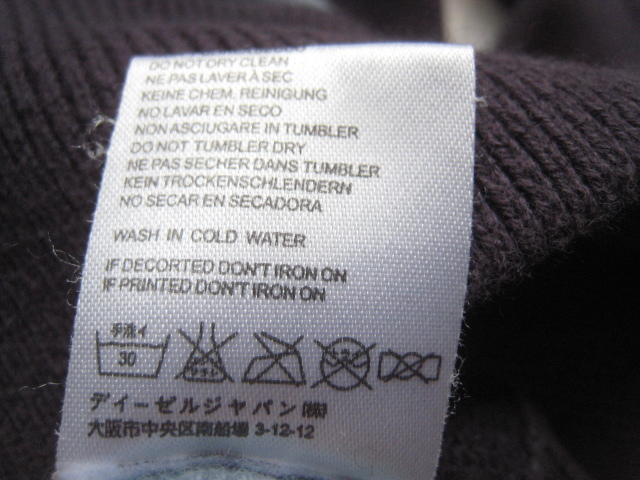 DO NOT DRY CLEAN
NE PAS LAVER À SEC
KEINE CHEM. REINIGUNG
NO LAVAR EN SECO
NON ASCIUGARE IN TUMBLER
DO NOT TUMBLER DRY
NE PAS SECHER DANS TUMBLER
KEIN TROCKENSCHLENDERN
NO SECAR EN SECADORA
WASH IN COLD WATER
IF DECORTED DON'T IRON ON
IF PRINTED DON'T IRON ON
手洗イ
30
デイーゼルジャパン㈱
大阪市中央区南船場 3-12-12